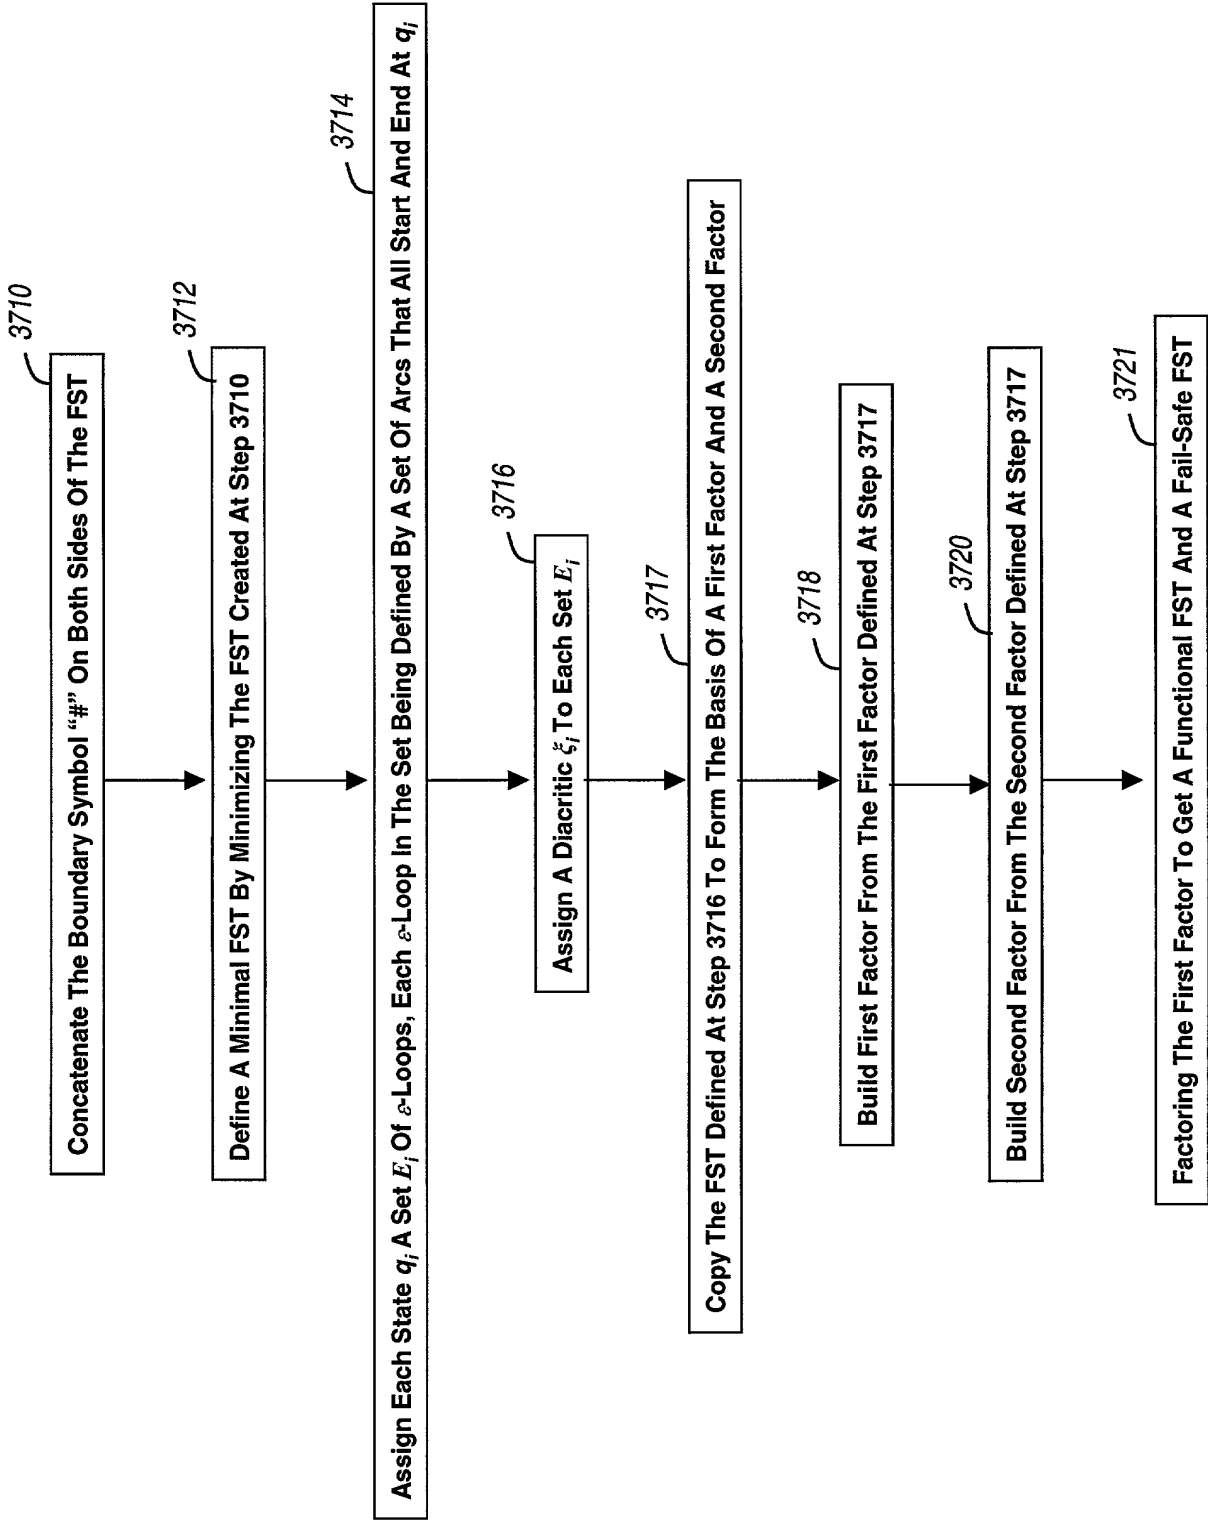 3710
Concatenate The Boundary Symbol "#" On Both Sides Of The FST
3712
Define A Minimal FST By Minimizing The FST Created At Step 3710
3714
Assign Each State qi A Set Ei Of ε-Loops, Each ε-Loop In The Set Being Defined By A Set Of Arcs That All Start And End At qi
3716
Assign A Diacritic ξi To Each Set Ei
3717
Copy The FST Defined At Step 3716 To Form The Basis Of A First Factor And A Second Factor
3718
Build First Factor From The First Factor Defined At Step 3717
3720
Build Second Factor From The Second Factor Defined At Step 3717
3721
Factoring The First Factor To Get A Functional FST And A Fail-Safe FST